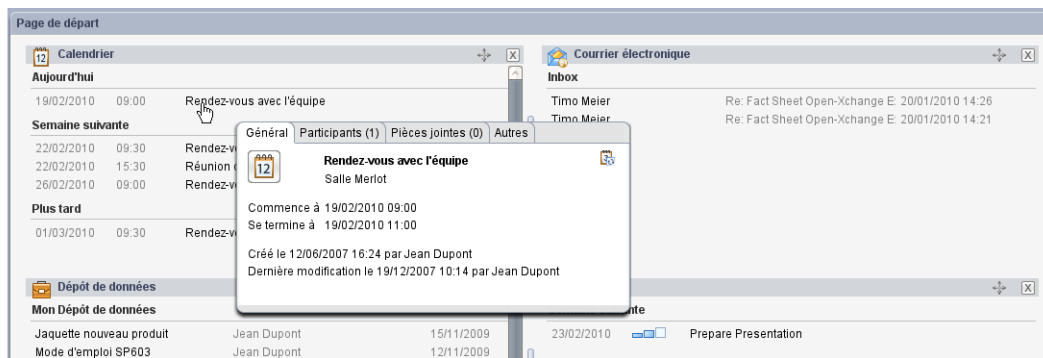 Page de départ
Calendrier
Aujourd'hui
19/02/2010 09:00 Rendez-vous avec l'équipe
Semaine suivante
22/02/2010 09:30 Rendez-v
22/02/2010 15:30 Réunion
26/02/2010 09:00 Rendez-v
Plus tard
01/03/2010 09:30 Rendez-v
Courrier électronique
Inbox
Timo Meier Re: Fact Sheet Open-Xchange E: 20/01/2010 14:26
Timo Meier Re: Fact Sheet Open-Xchange E: 20/01/2010 14:21
Général Participants (1) Pièces jointes (0) Autres
12
Rendez-vous avec l'équipe
Salle Merlot
Commence à 19/02/2010 09:00
Se termine à 19/02/2010 11:00
Créé le 12/06/2007 16:24 par Jean Dupont
Dernière modification le 19/12/2007 10:14 par Jean Dupont
Dépôt de données
Mon Dépôt de données
Jaquette nouveau produit Jean Dupont 15/11/2009
Mode d'emploi SP603 Jean Dupont 12/11/2009
23/02/2010 Prepare Presentation